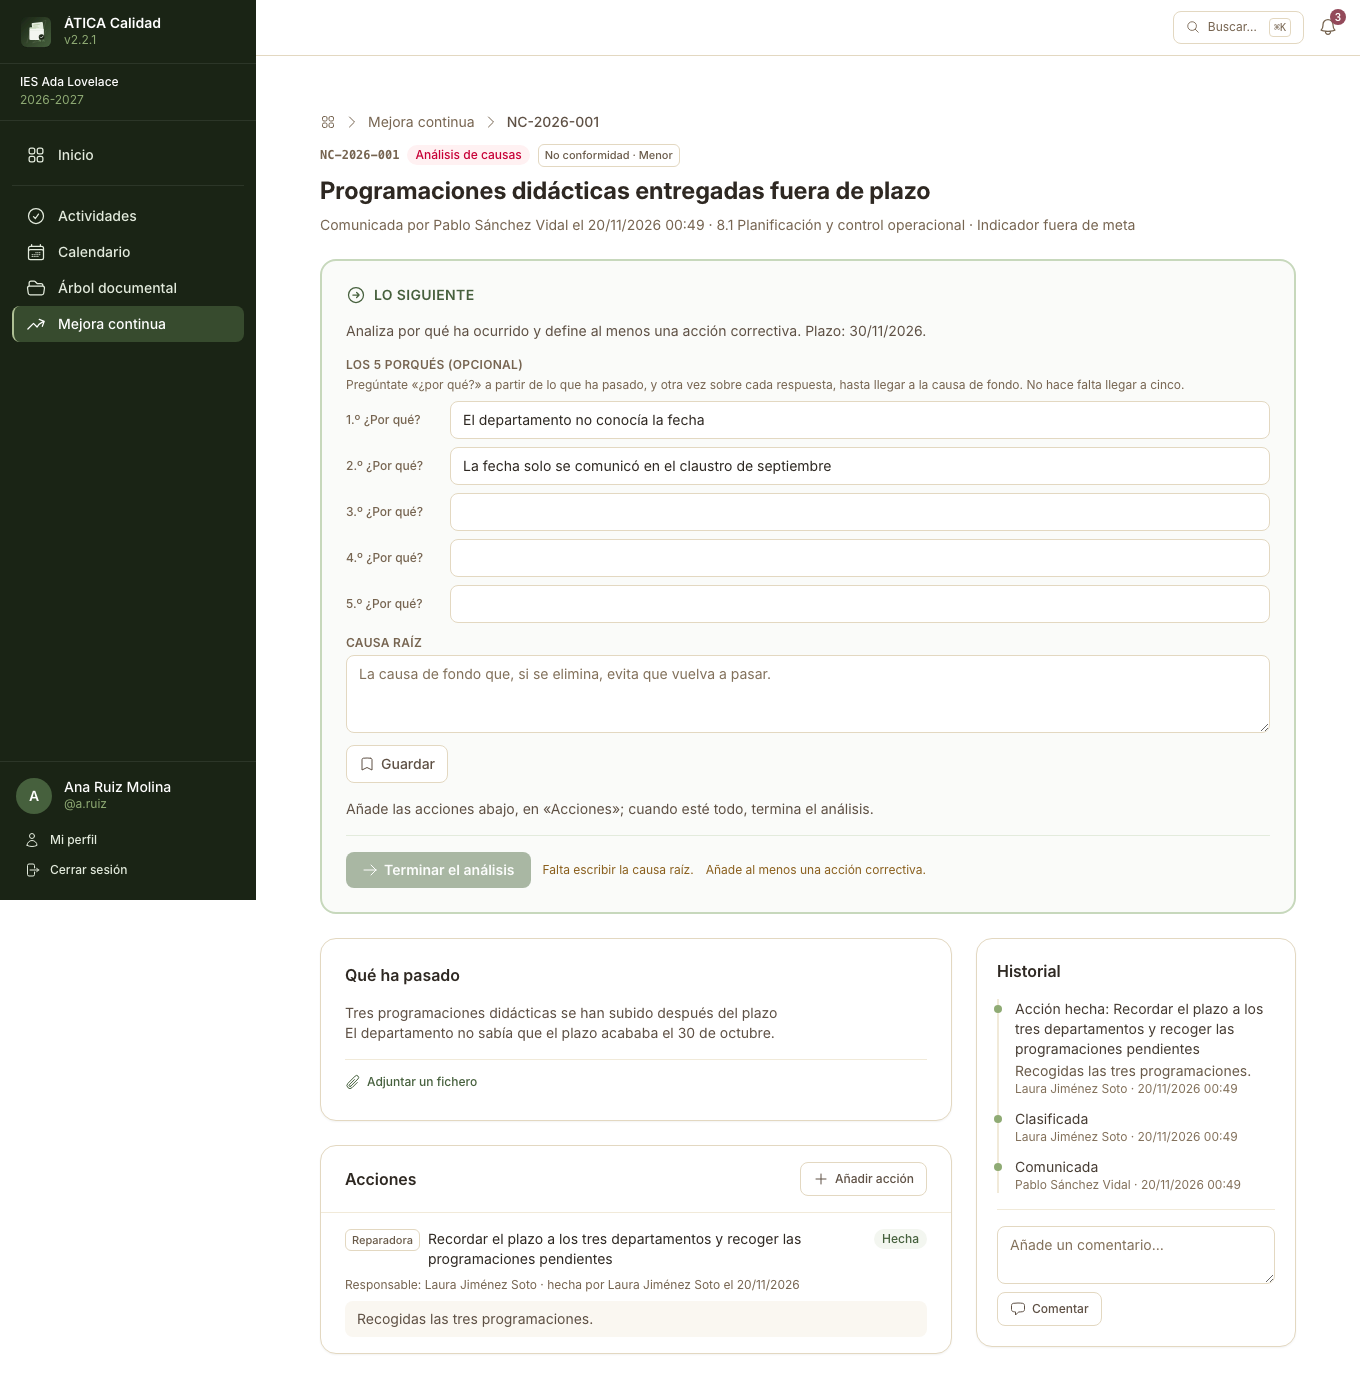 ÁTICA Calidad
v2.2.1
IES Ada Lovelace
2026-2027
Inicio
Actividades
Calendario
Árbol documental
Mejora continua
Ana Ruiz Molina
@a.ruiz
A
Mi perfil
Cerrar sesión
Buscar...
⌘K
3
Mejora continua
NC-2026-001
NC-2026-001
Análisis de causas
No conformidad · Menor
Programaciones didácticas entregadas fuera de plazo
Comunicada por Pablo Sánchez Vidal el 20/11/2026 00:49 · 8.1 Planificación y control operacional · Indicador fuera de meta
LO SIGUIENTE
Analiza por qué ha ocurrido y define al menos una acción correctiva. Plazo: 30/11/2026.
LOS 5 PORQUÉS (OPCIONAL)
Pregúntate «¿por qué?» a partir de lo que ha pasado, y otra vez sobre cada respuesta, hasta llegar a la causa de fondo. No hace falta llegar a cinco.
1.º ¿Por qué?
El departamento no conocía la fecha
2.º ¿Por qué?
La fecha solo se comunicó en el claustro de septiembre
3.º ¿Por qué?
4.º ¿Por qué?
5.º ¿Por qué?
CAUSA RAÍZ
La causa de fondo que, si se elimina, evita que vuelva a pasar.
Guardar
Añade las acciones abajo, en «Acciones»; cuando esté todo, termina el análisis.
Terminar el análisis
Falta escribir la causa raíz.
Añade al menos una acción correctiva.
Qué ha pasado
Tres programaciones didácticas se han subido después del plazo
El departamento no sabía que el plazo acababa el 30 de octubre.
Adjuntar un fichero
Acciones
Añadir acción
Reparadora
Recordar el plazo a los tres departamentos y recoger las
programaciones pendientes
Hecha
Responsable: Laura Jiménez Soto · hecha por Laura Jiménez Soto el 20/11/2026
Recogidas las tres programaciones.
Historial
Acción hecha: Recordar el plazo a los
tres departamentos y recoger las
programaciones pendientes
Recogidas las tres programaciones.
Laura Jiménez Soto · 20/11/2026 00:49
Clasificada
Laura Jiménez Soto · 20/11/2026 00:49
Comunicada
Pablo Sánchez Vidal · 20/11/2026 00:49
Añade un comentario...
Comentar